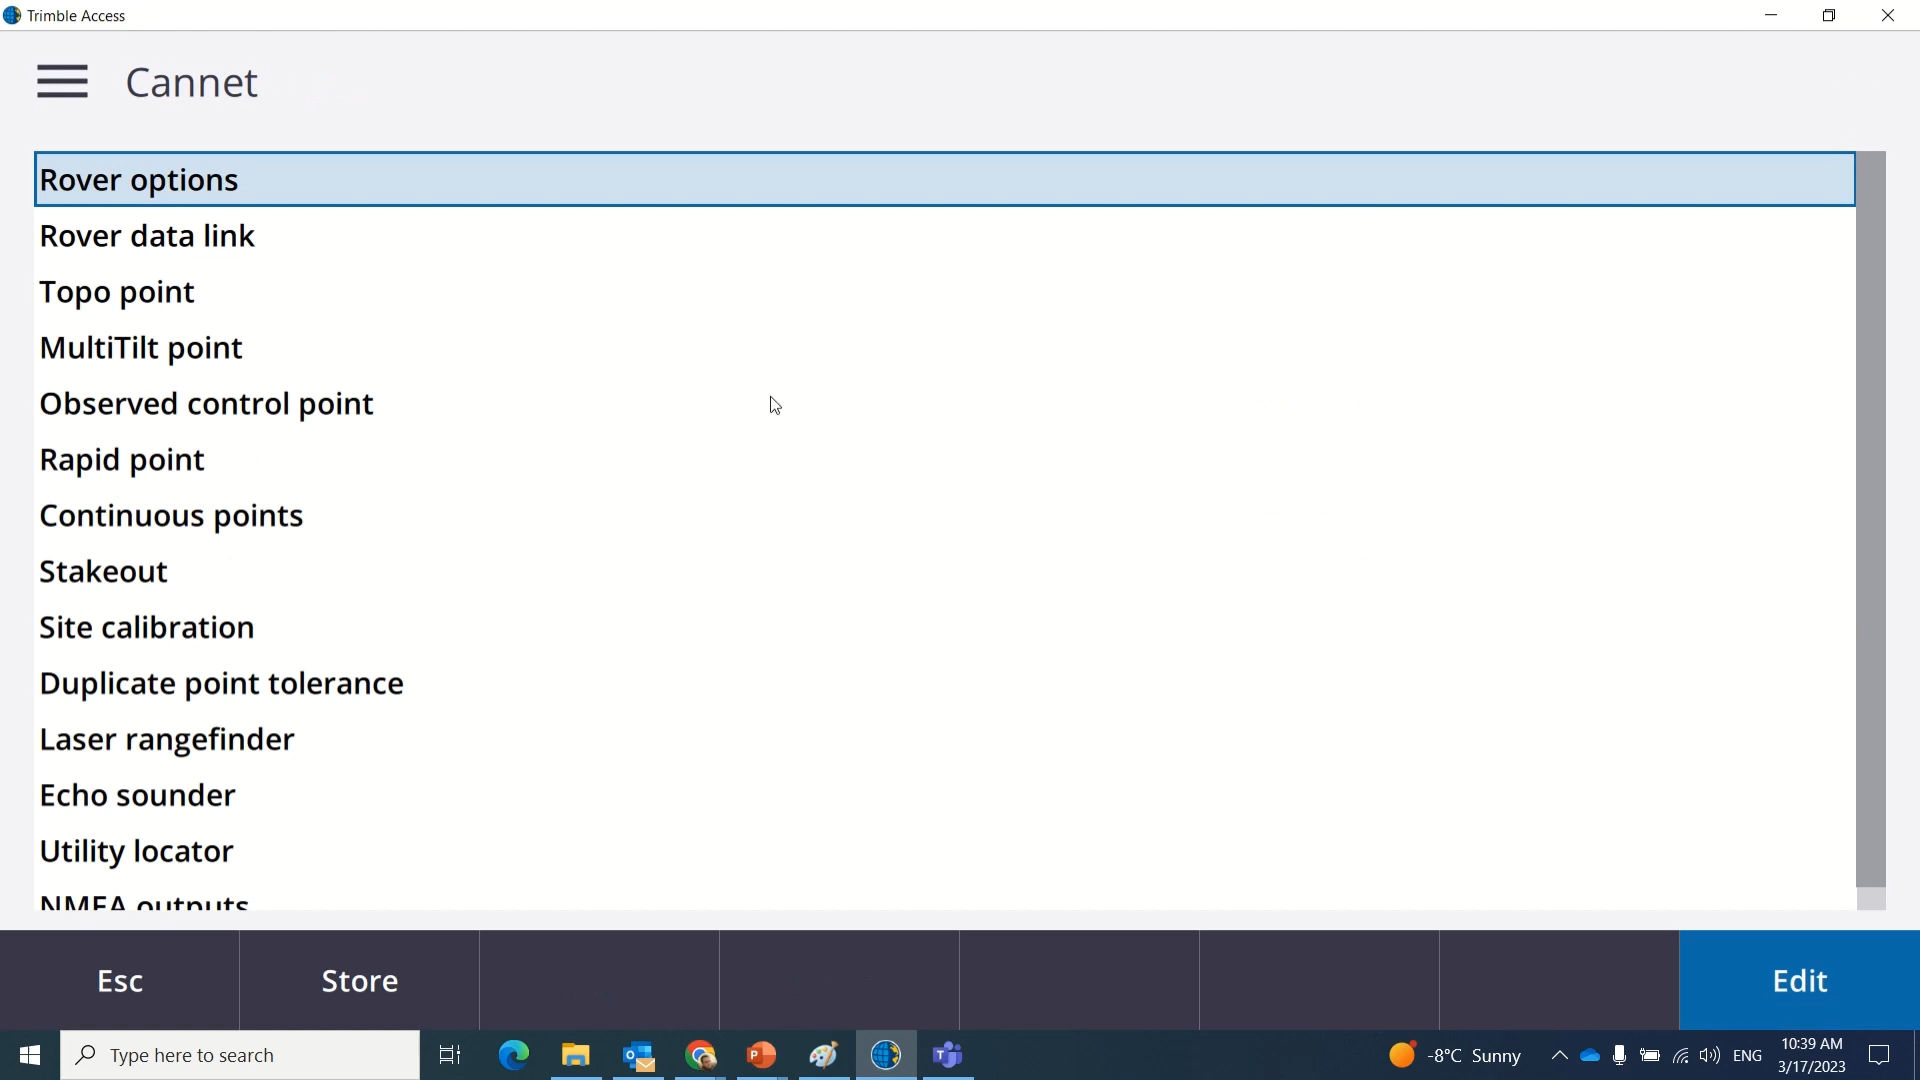 Trimble Access
Cannet
Rover options
Rover data link
Topo point
MultiTilt point
Observed control point
Rapid point
Continuous points
Stakeout
Site calibration
Duplicate point tolerance
Laser rangefinder
Echo sounder
Utility locator
NMEA outputs
Esc
Store
Edit
Type here to search
-8°C Sunny
ENG
10:39 AM
3/17/2023